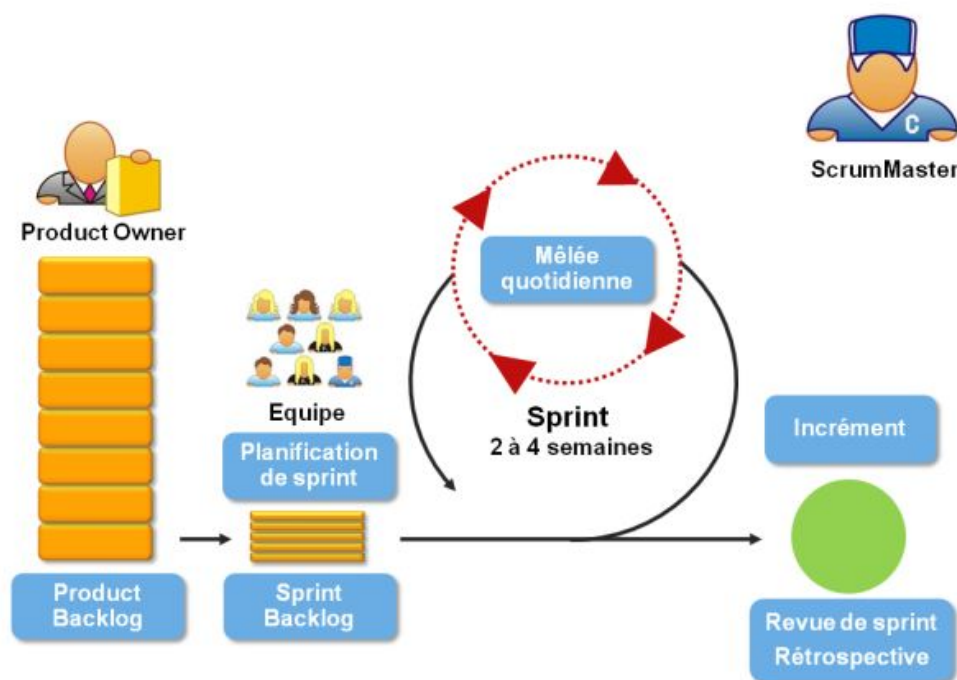 ScrumMaster
Product Owner
Mêlée
quotidienne
Equipe
Sprint
2 à 4 semaines
Planification
de sprint
Incrément
Product
Backlog
Sprint
Backlog
Revue de sprint
Rétrospective
C